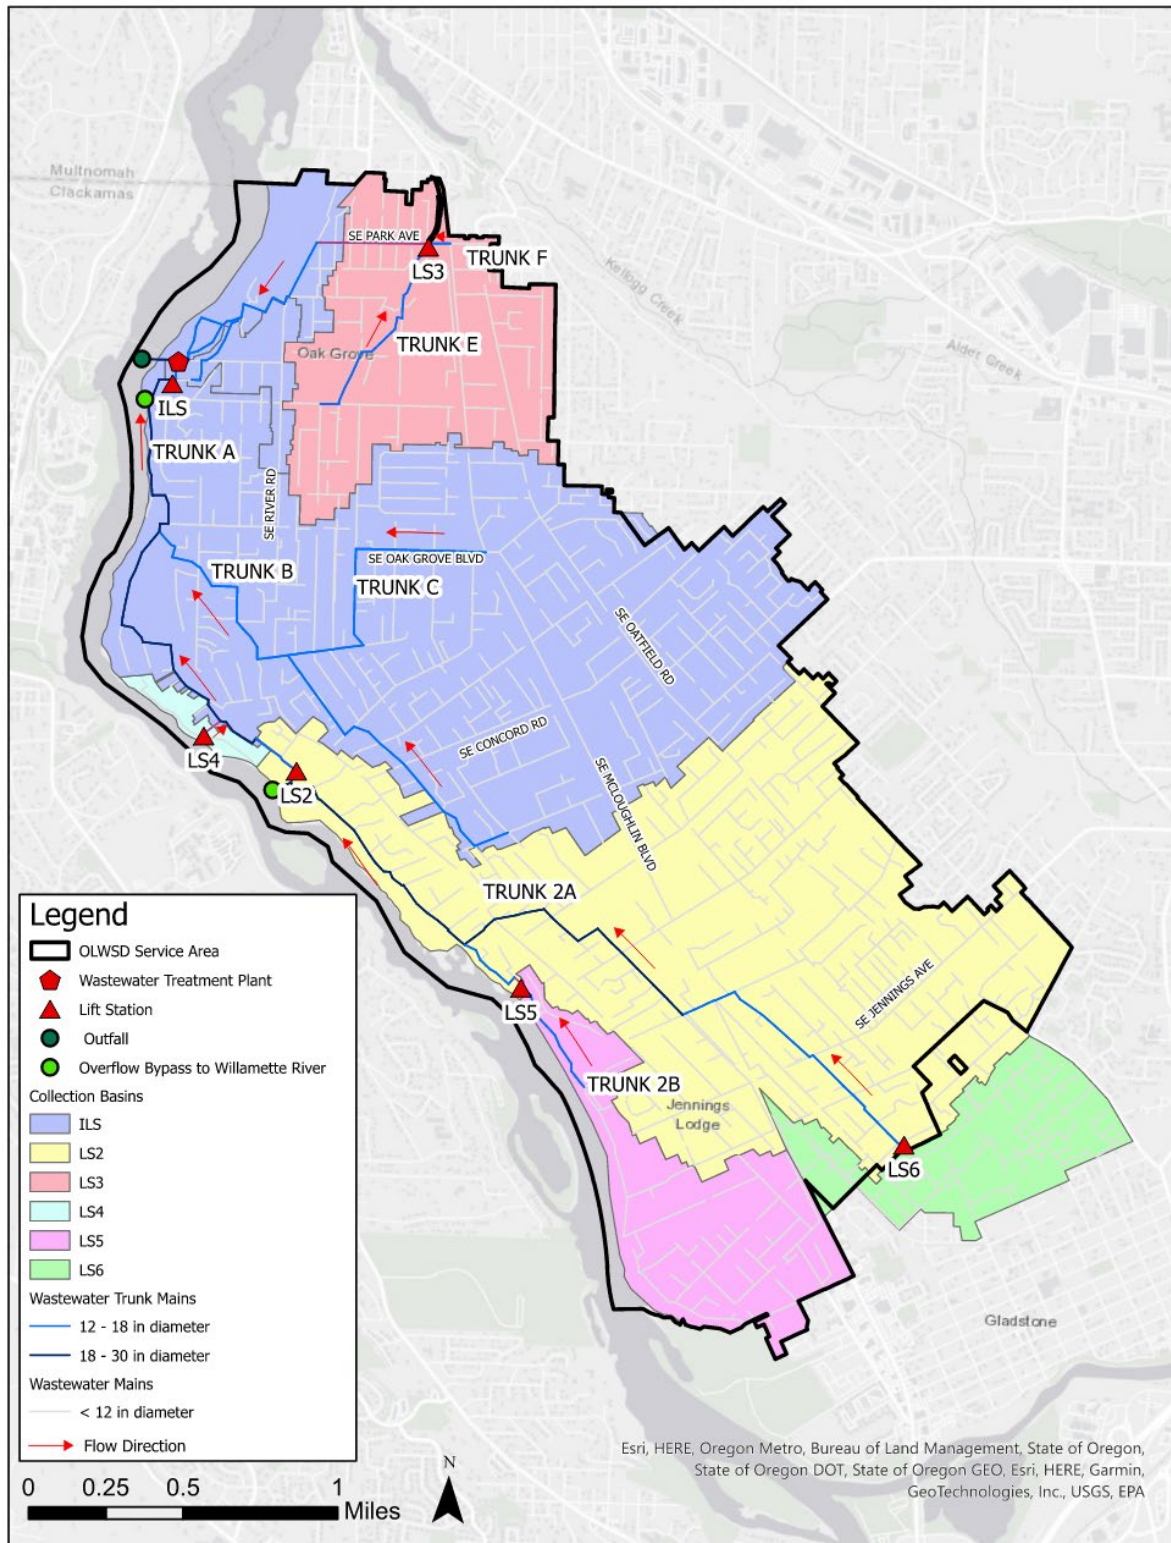 Multnomah
Clackamas
SE PARK AVE
TRUNK F
LS3
Kellogg Creek
Alder Creek
TRUNK E
Oak Grove
ILS
TRUNK A
SE RIVER RD
SE OAK GROVE BLVD
TRUNK B
TRUNK C
SE OATFIELD RD
SE CONCORD RD
LS4
LS2
SE MCLOUGHLIN BLVD
TRUNK 2A
SE JENNINGS AVE
LS5
TRUNK 2B
Jennings
Lodge
LS6
Gladstone
Legend
OLWSD Service Area
Wastewater Treatment Plant
Lift Station
Outfall
Overflow Bypass to Willamette River
Collection Basins
ILS
LS2
LS3
LS4
LS5
LS6
Wastewater Trunk Mains
12 - 18 in diameter
18 - 30 in diameter
Wastewater Mains
< 12 in diameter
Flow Direction
Esri, HERE, Oregon Metro, Bureau of Land Management, State of Oregon,
State of Oregon DOT, State of Oregon GEO, Esri, HERE, Garmin,
GeoTechnologies, Inc., USGS, EPA
N
0 0.25 0.5 1
Miles